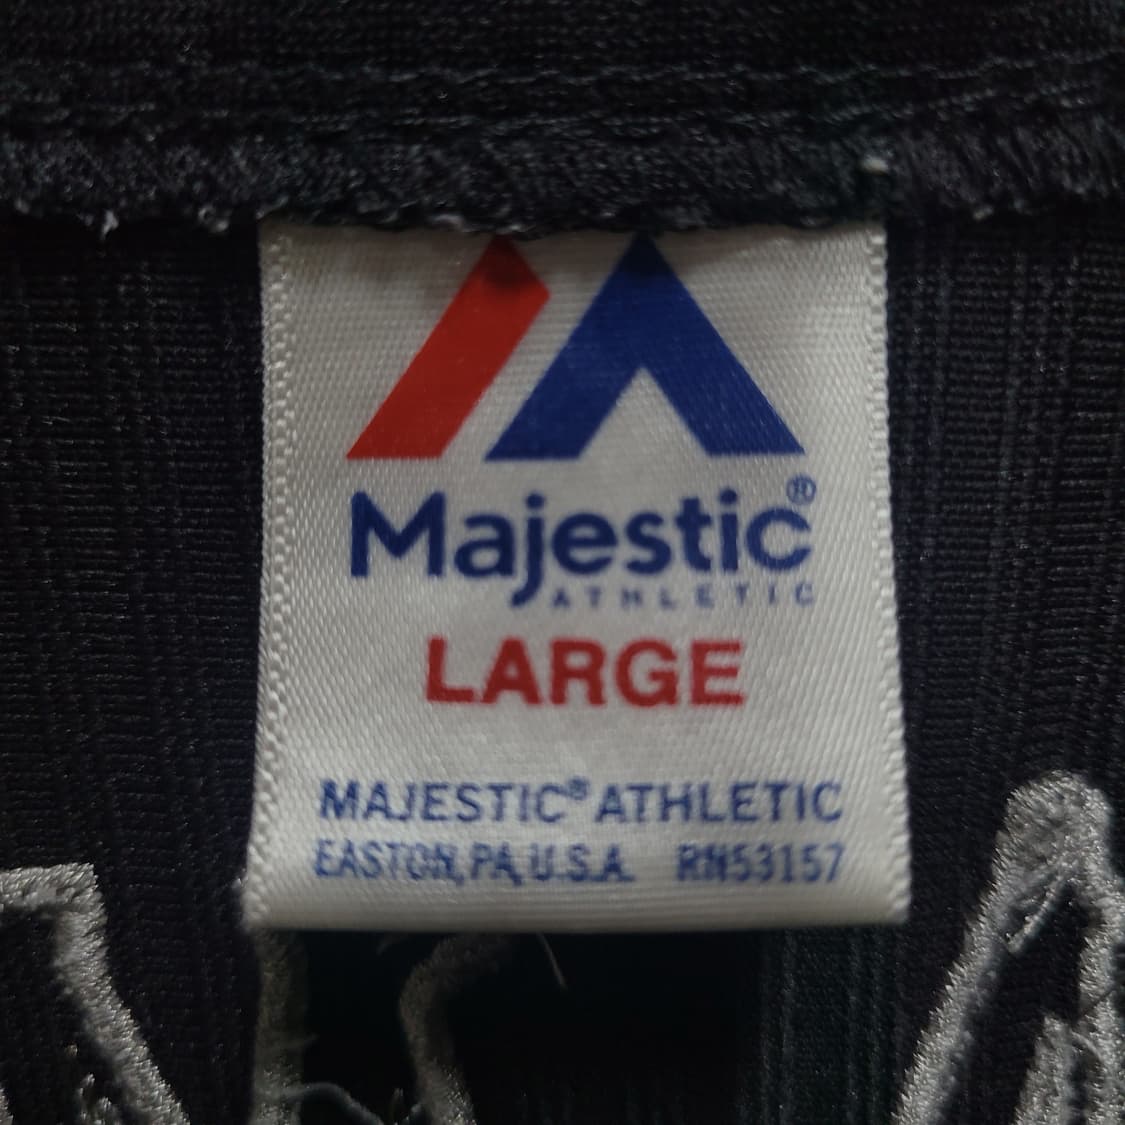 Majestic®
ATHLETIC
LARGE
MAJESTIC® ATHLETIC
EASTON, PA, U.S.A. RN53157